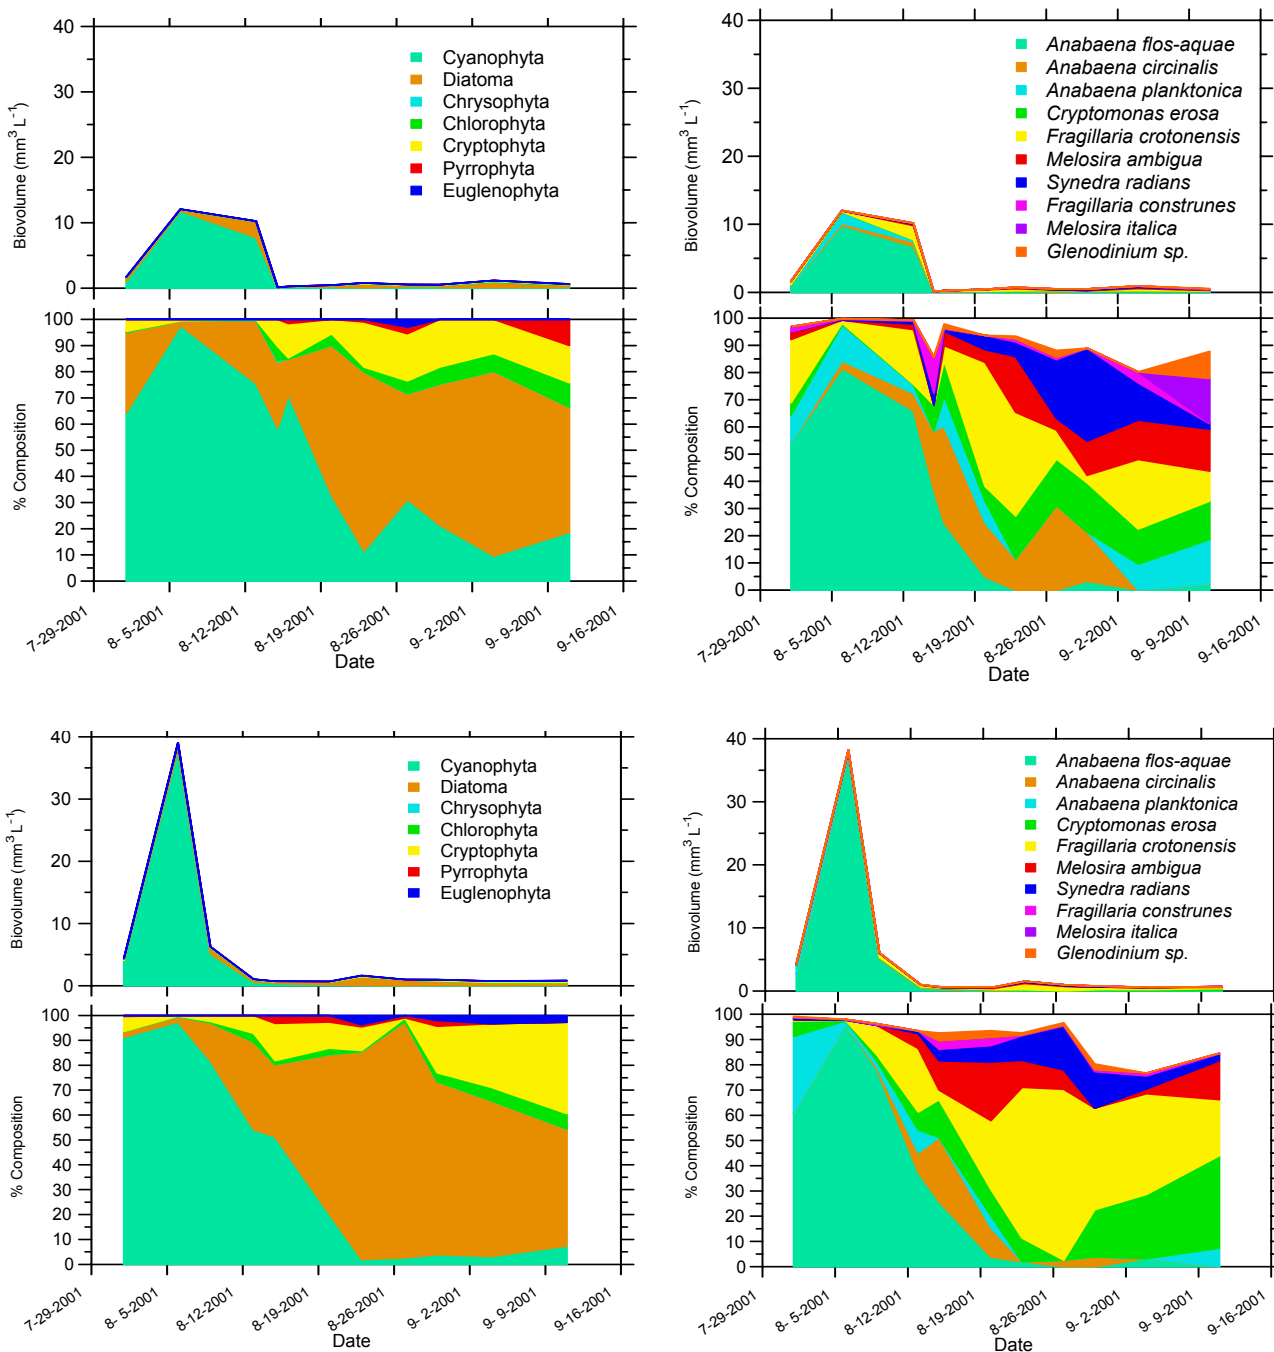 40
30
20
10
0
Biovolume (mm3 L-1)
Cyanophyta
Diatoma
Chrysophyta
Chlorophyta
Cryptophyta
Pyrrophyta
Euglenophyta
100
90
80
70
60
50
40
30
20
10
0
% Composition
7-29-2001
8- 5-2001
8-12-2001
8-19-2001
8-26-2001
9- 2-2001
9- 9-2001
9-16-2001
Date
40
30
20
10
0
Biovolume (mm3 L-1)
Anabaena flos-aquae
Anabaena circinalis
Anabaena planktonica
Cryptomonas erosa
Fragillaria crotonensis
Melosira ambigua
Synedra radians
Fragillaria construnes
Melosira italica
Glenodinium sp.
100
90
80
70
60
50
40
30
20
10
0
% Composition
7-29-2001
8- 5-2001
8-12-2001
8-19-2001
8-26-2001
9- 2-2001
9- 9-2001
9-16-2001
Date
40
30
20
10
0
Biovolume (mm3 L-1)
Cyanophyta
Diatoma
Chrysophyta
Chlorophyta
Cryptophyta
Pyrrophyta
Euglenophyta
100
90
80
70
60
50
40
30
20
10
0
% Composition
7-29-2001
8- 5-2001
8-12-2001
8-19-2001
8-26-2001
9- 2-2001
9- 9-2001
9-16-2001
Date
40
30
20
10
0
Biovolume (mm3 L-1)
Anabaena flos-aquae
Anabaena circinalis
Anabaena planktonica
Cryptomonas erosa
Fragillaria crotonensis
Melosira ambigua
Synedra radians
Fragillaria construnes
Melosira italica
Glenodinium sp.
100
90
80
70
60
50
40
30
20
10
0
% Composition
7-29-2001
8- 5-2001
8-12-2001
8-19-2001
8-26-2001
9- 2-2001
9- 9-2001
9-16-2001
Date